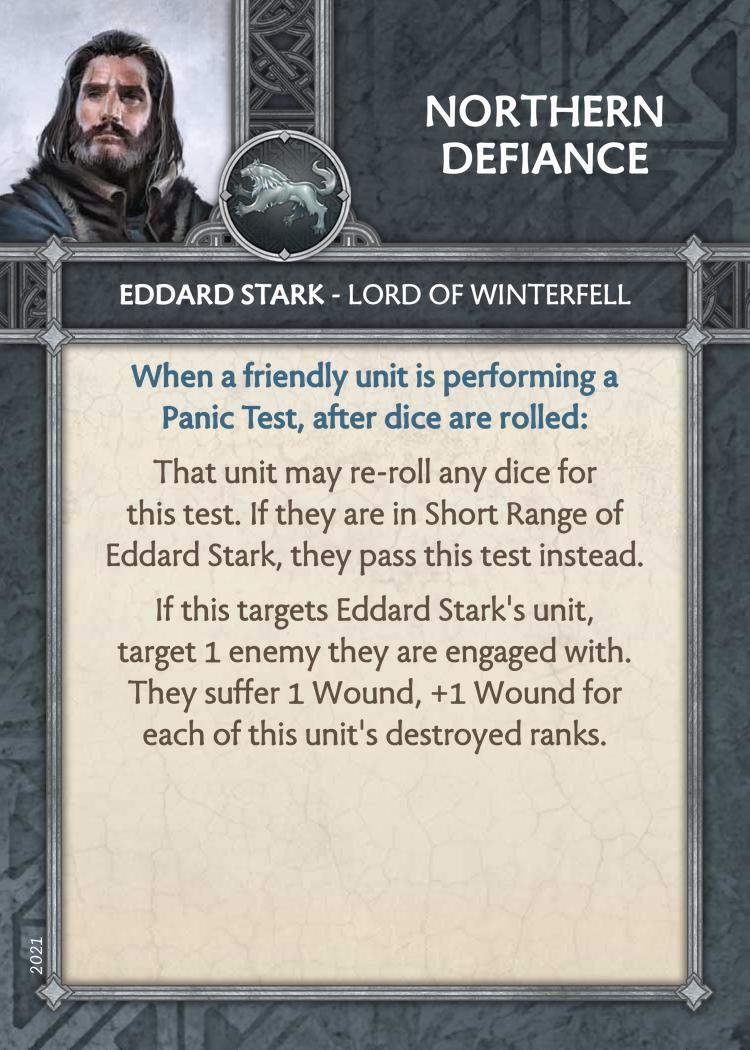 NORTHERN
DEFIANCE
EDDARD STARK - LORD OF WINTERFELL
When a friendly unit is performing a
Panic Test, after dice are rolled:
That unit may re-roll any dice for
this test. If they are in Short Range of
Eddard Stark, they pass this test instead.
If this targets Eddard Stark's unit,
target 1 enemy they are engaged with.
They suffer 1 Wound, +1 Wound for
each of this unit's destroyed ranks.
2021